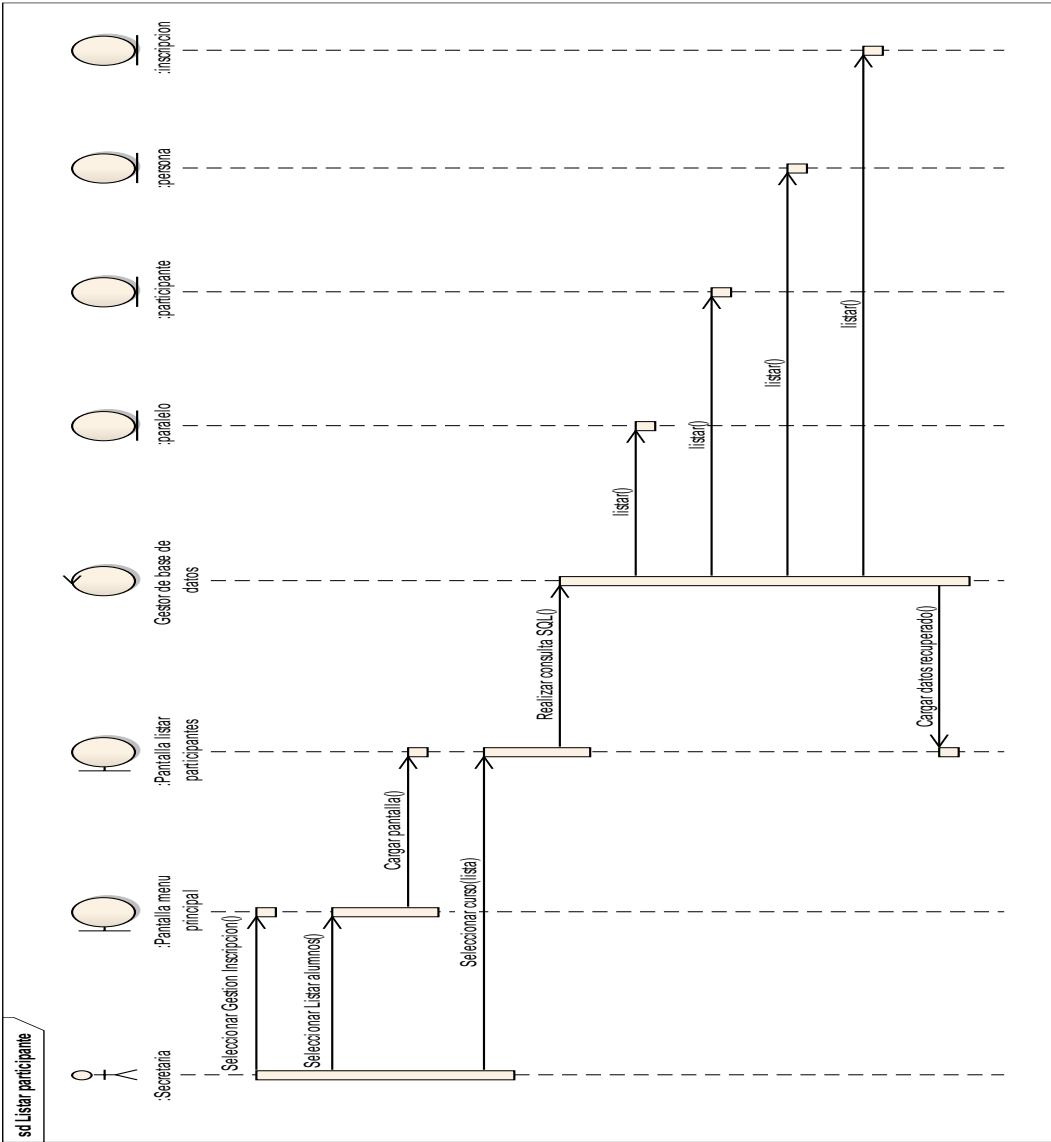 sd Listar participante
:Secretaria
:Pantalla menu
principal
:Pantalla listar
participantes
Gestor de base de
datos
:paralelo
:participante
:persona
:inscripcion
Seleccionar Gestion Inscripcion()
Seleccionar Listar alumnos()
Cargar pantalla()
Seleccionar curso(lista)
Realizar consulta SQL()
listar()
listar()
listar()
listar()
Cargar datos recuperado()